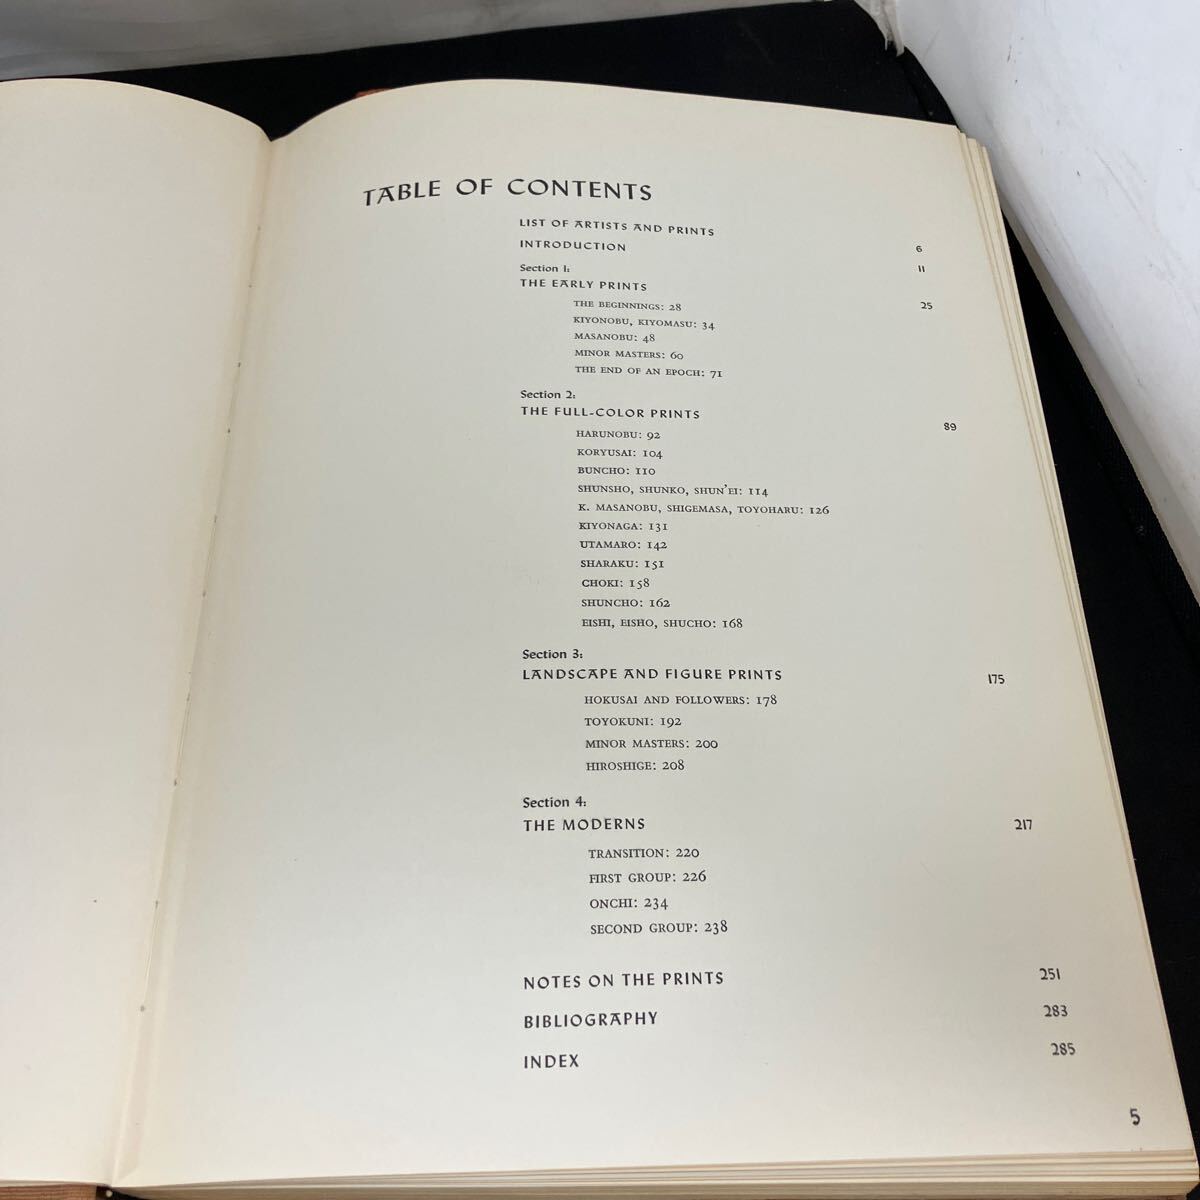 TABLE OF CONTENTS
LIST OF ARTISTS AND PRINTS 6
INTRODUCTION 11
Section 1:
THE EARLY PRINTS 25
THE BEGINNINGS: 28
KIYONOBU, KIYOMASU: 34
MASANOBU: 48
MINOR MASTERS: 60
THE END OF AN EPOCH: 71
Section 2:
THE FULL-COLOR PRINTS 89
HARUNOBU: 92
KORYUSAI: 104
BUNCHO: 110
SHUNSHO, SHUNKO, SHUN'EI: 114
K. MASANOBU, SHIGEMASA, TOYOHARU: 126
KIYONAGA: 131
UTAMARO: 142
SHARAKU: 151
CHOKI: 158
SHUNCHO: 162
EISHI, EISHO, SHUCHO: 168
Section 3:
LANDSCAPE AND FIGURE PRINTS 175
HOKUSAI AND FOLLOWERS: 178
TOYOKUNI: 192
MINOR MASTERS: 200
HIROSHIGE: 208
Section 4:
THE MODERNS 217
TRANSITION: 220
FIRST GROUP: 226
ONCHI: 234
SECOND GROUP: 238
NOTES ON THE PRINTS 251
BIBLIOGRAPHY 283
INDEX 285
5